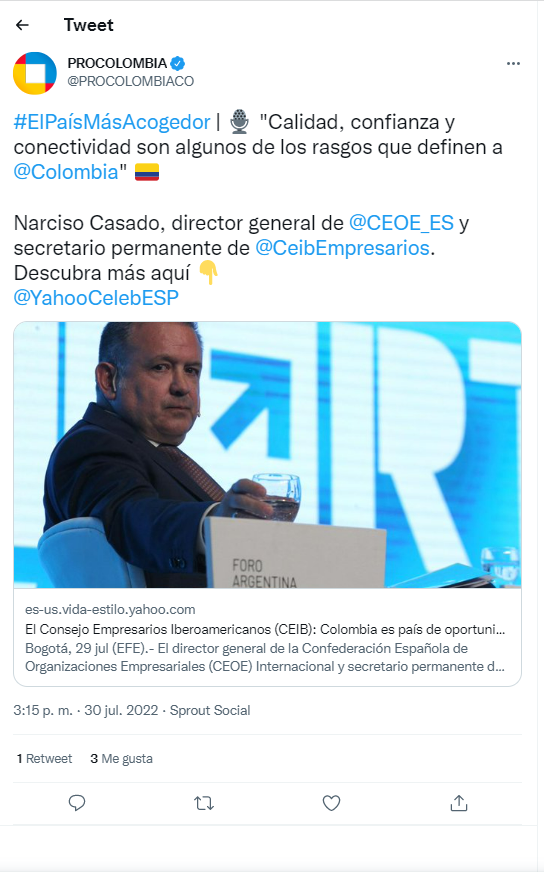 Tweet
PROCOLOMBIA
@PROCOLOMBIACO
#ElPaísMásAcogedor | "Calidad, confianza y
conectividad son algunos de los rasgos que definen a
@Colombia"
Narciso Casado, director general de @CEOE_ES y
secretario permanente de @CeibEmpresarios.
Descubra más aquí
@YahooCelebESP
FORO
ARGENTINA
es-us.vida-estilo.yahoo.com
El Consejo Empresarios Iberoamericanos (CEIB): Colombia es país de oportuni...
Bogotá, 29 jul (EFE).- El director general de la Confederación Española de
Organizaciones Empresariales (CEOE) Internacional y secretario permanente d...
3:15 p. m. · 30 jul. 2022 · Sprout Social
1 Retweet 3 Me gusta